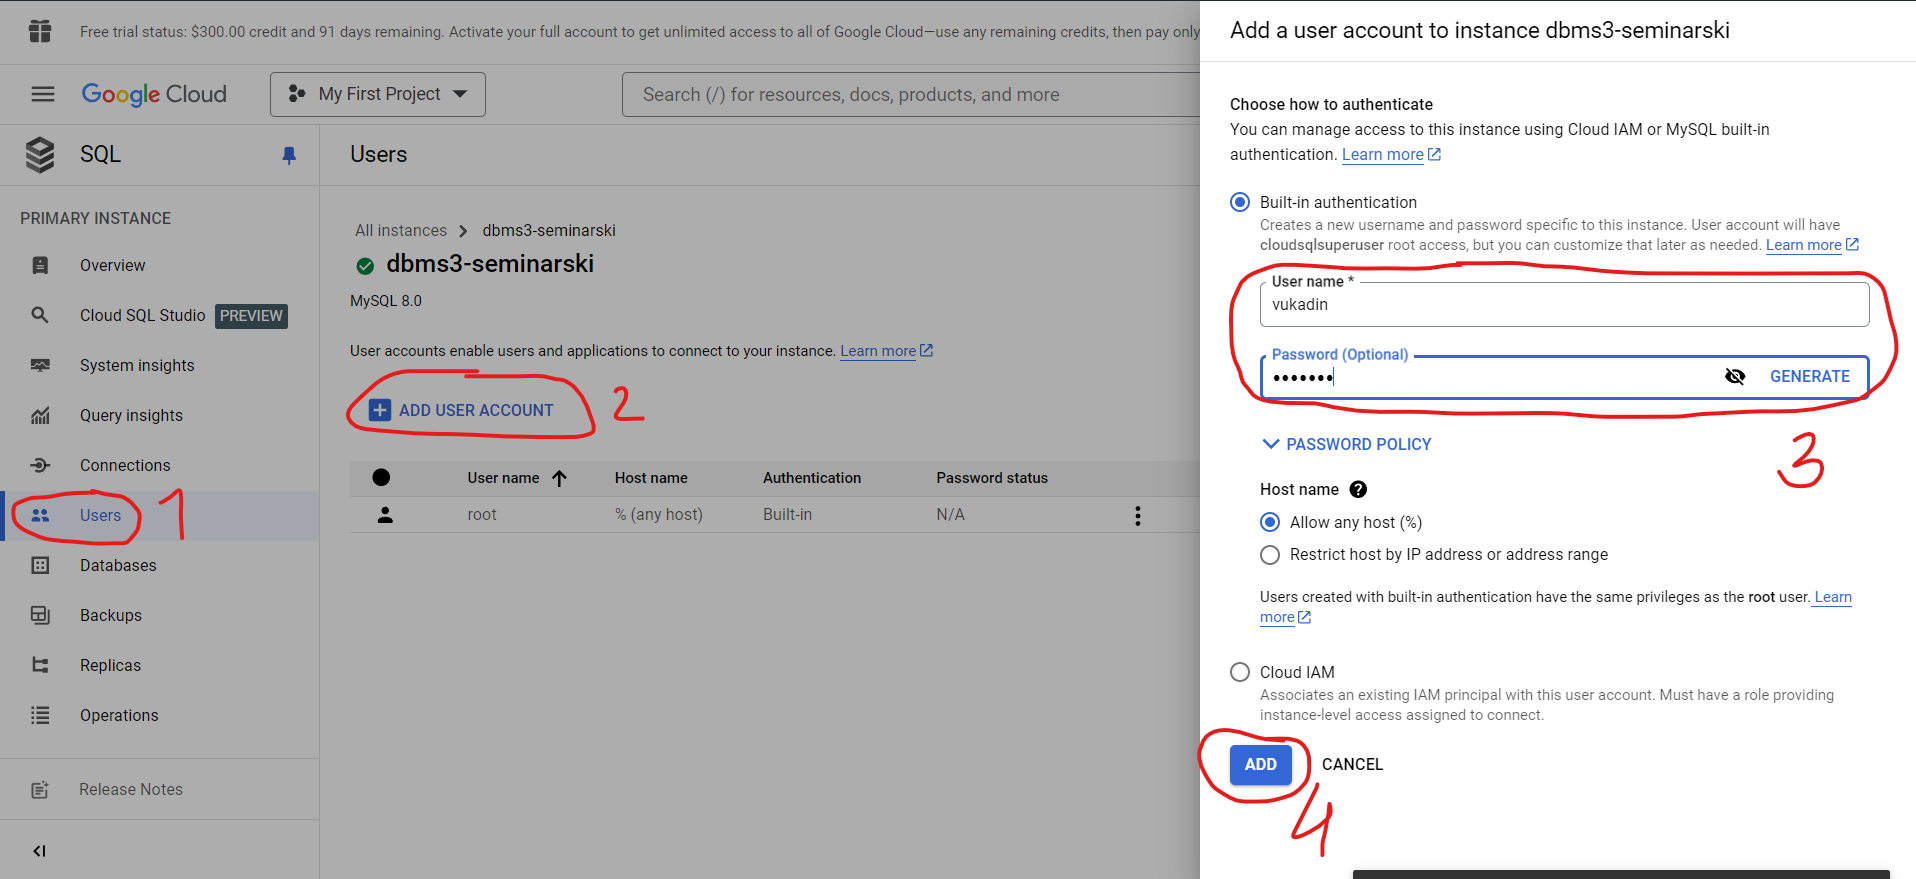 Free trial status: $300.00 credit and 91 days remaining. Activate your full account to get unlimited access to all of Google Cloud—use any remaining credits, then pay only
Google Cloud
My First Project
Search (/) for resources, docs, products, and more
SQL
PRIMARY INSTANCE
Overview
Cloud SQL Studio PREVIEW
System insights
Query insights
Connections
Users 1
Databases
Backups
Replicas
Operations
Release Notes
Users
All instances > dbms3-seminarski
dbms3-seminarski
MySQL 8.0
User accounts enable users and applications to connect to your instance. Learn more
ADD USER ACCOUNT 2
User name Host name Authentication Password status
root % (any host) Built-in N/A
Add a user account to instance dbms3-seminarski
Choose how to authenticate
You can manage access to this instance using Cloud IAM or MySQL built-in
authentication. Learn more
Built-in authentication
Creates a new username and password specific to this instance. User account will have
cloudsqlsuperuser root access, but you can customize that later as needed. Learn more
User name *
vukadin
Password (Optional)
•••••••
GENERATE
PASSWORD POLICY
3
Host name ?
Allow any host (%)
Restrict host by IP address or address range
Users created with built-in authentication have the same privileges as the root user. Learn
more
Cloud IAM
Associates an existing IAM principal with this user account. Must have a role providing
instance-level access assigned to connect.
ADD CANCEL
4